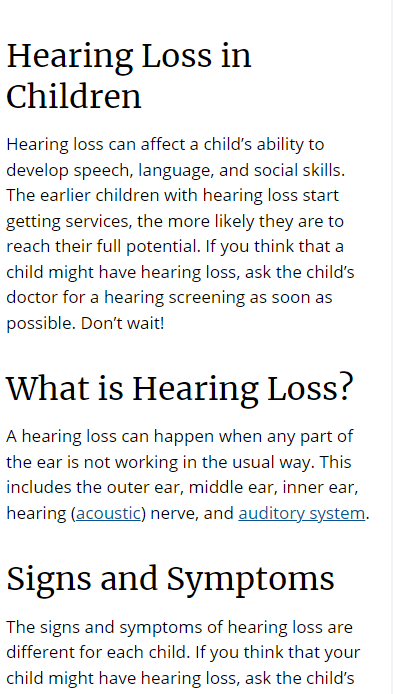 Hearing Loss in
Children
Hearing loss can affect a child’s ability to
develop speech, language, and social skills.
The earlier children with hearing loss start
getting services, the more likely they are to
reach their full potential. If you think that a
child might have hearing loss, ask the child’s
doctor for a hearing screening as soon as
possible. Don’t wait!
What is Hearing Loss?
A hearing loss can happen when any part of
the ear is not working in the usual way. This
includes the outer ear, middle ear, inner ear,
hearing (acoustic) nerve, and auditory system.
Signs and Symptoms
The signs and symptoms of hearing loss are
different for each child. If you think that your
child might have hearing loss, ask the child’s